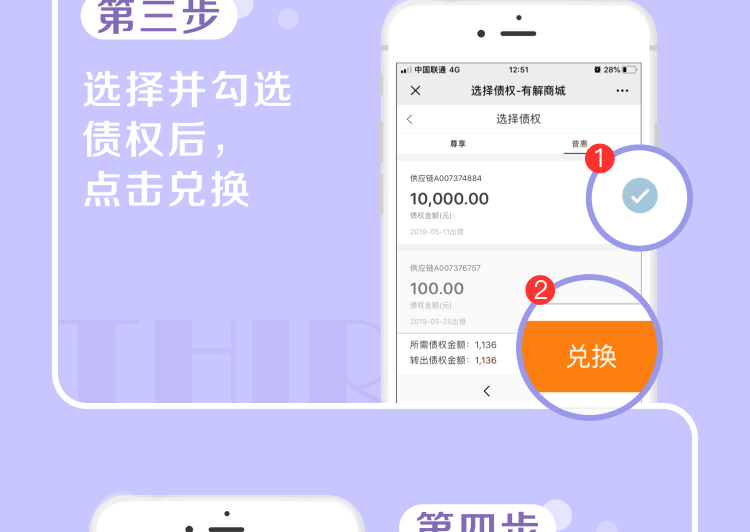 第三步
选择并勾选
债权后，
点击兑换
中国联通 4G 12:51 28%
选择债权-有解商城
选择债权
尊享 普惠
1
供应链A007374884
10,000.00
债权金额(元)
2019-05-11出借
供应链A007376757
2
100.00
债权金额(元)
2019-05-25出借
所需债权金额：1,136
转出债权金额：1,136
兑换
THIR
第四步